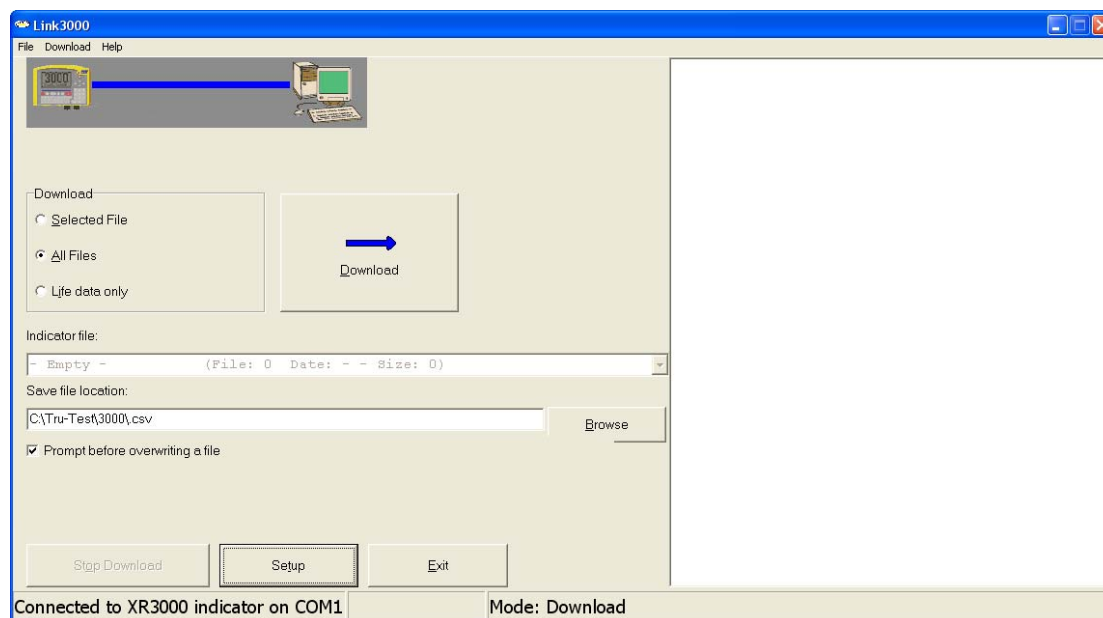 Link3000
File Download Help
3000
Download
Selected File
All Files
Life data only
Download
Indicator file:
- Empty - (File: 0 Date: - - Size: 0)
Save file location:
C:\Tru-Test\3000\.csv
Browse
Prompt before overwriting a file
Stop Download Setup Exit
Connected to XR3000 indicator on COM1 Mode: Download